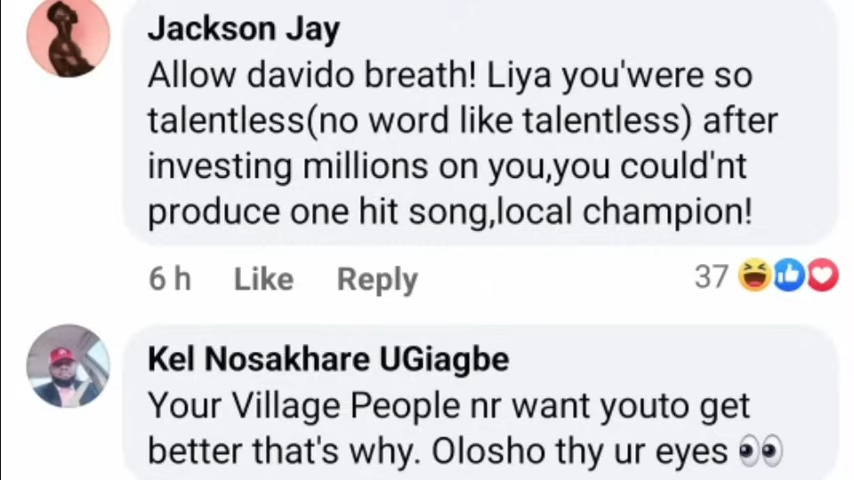 Jackson Jay
Allow davido breath! Liya you'were so
talentless(no word like talentless) after
investing millions on you,you could'nt
produce one hit song,local champion!
6 h Like Reply 37 😆👍❤️
Kel Nosakhare UGiagbe
Your Village People nr want youto get
better that's why. Olosho thy ur eyes 👀